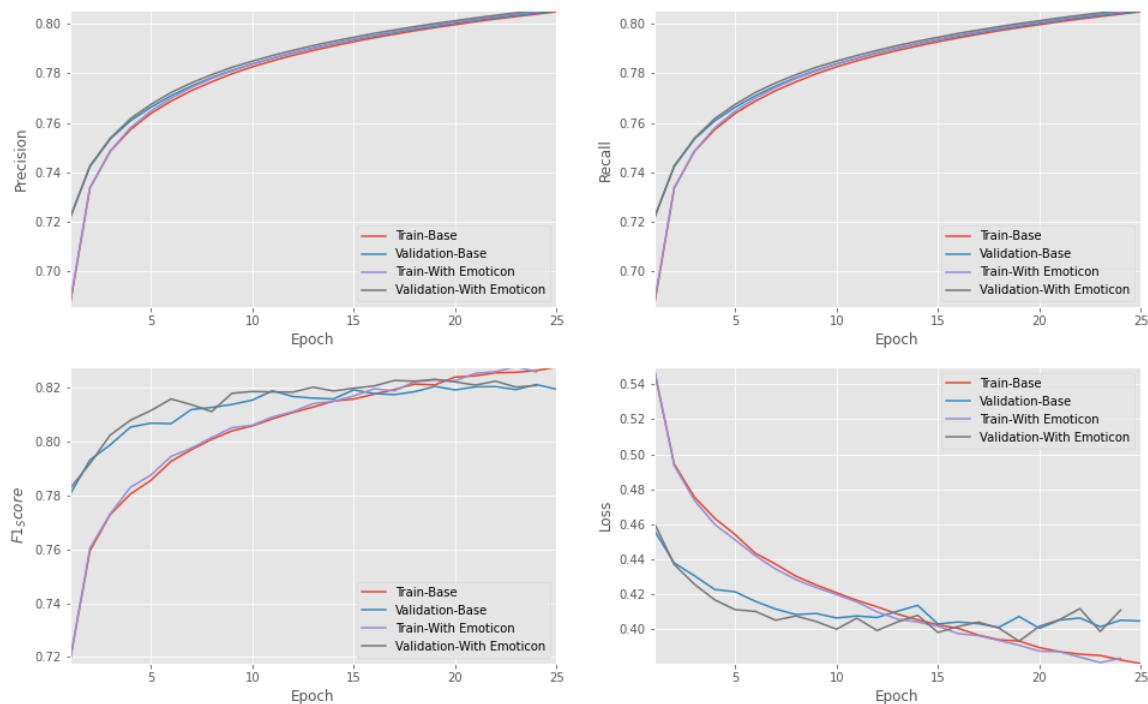 0.80
0.78
0.76
0.74
0.72
0.70
Precision
Train-Base
Validation-Base
Train-With Emoticon
Validation-With Emoticon
5 10 15 20 25
Epoch
0.80
0.78
0.76
0.74
0.72
0.70
Recall
Train-Base
Validation-Base
Train-With Emoticon
Validation-With Emoticon
5 10 15 20 25
Epoch
0.82
0.80
0.78
0.76
0.74
0.72
F1score
Train-Base
Validation-Base
Train-With Emoticon
Validation-With Emoticon
5 10 15 20 25
Epoch
0.54
0.52
0.50
0.48
0.46
0.44
0.42
0.40
Loss
Train-Base
Validation-Base
Train-With Emoticon
Validation-With Emoticon
5 10 15 20 25
Epoch